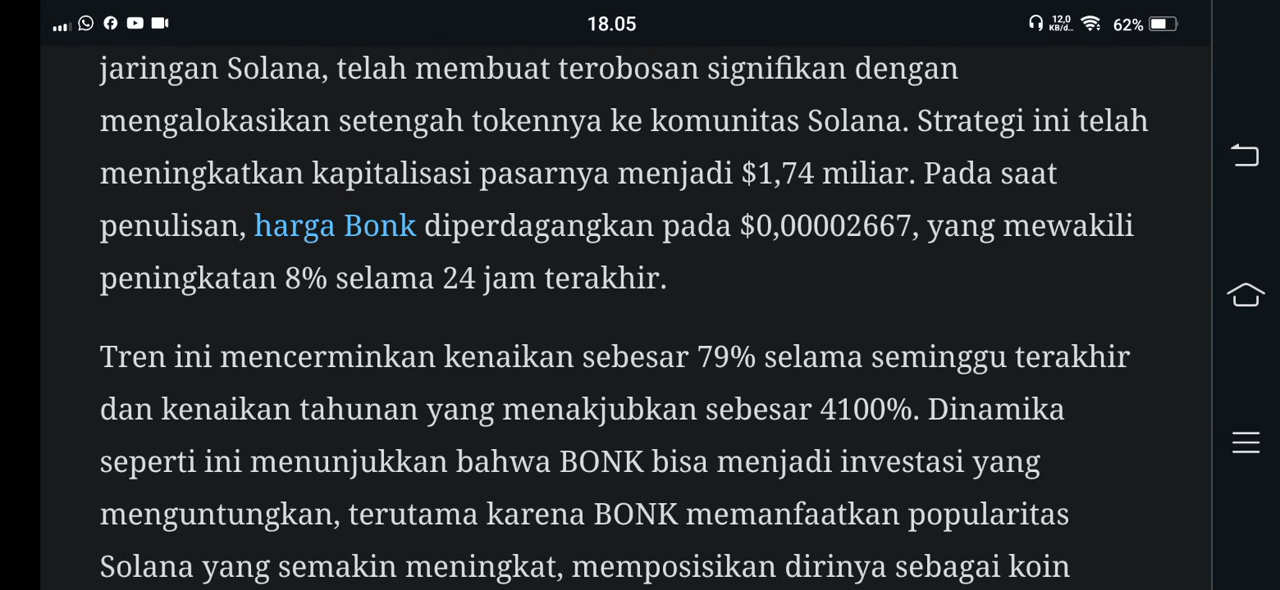 18.05
12,0
KB/d...
62%
jaringan Solana, telah membuat terobosan signifikan dengan
mengalokasikan setengah tokennya ke komunitas Solana. Strategi ini telah
meningkatkan kapitalisasi pasarnya menjadi $1,74 miliar. Pada saat
penulisan, harga Bonk diperdagangkan pada $0,00002667, yang mewakili
peningkatan 8% selama 24 jam terakhir.
Tren ini mencerminkan kenaikan sebesar 79% selama seminggu terakhir
dan kenaikan tahunan yang menakjubkan sebesar 4100%. Dinamika
seperti ini menunjukkan bahwa BONK bisa menjadi investasi yang
menguntungkan, terutama karena BONK memanfaatkan popularitas
Solana yang semakin meningkat, memposisikan dirinya sebagai koin